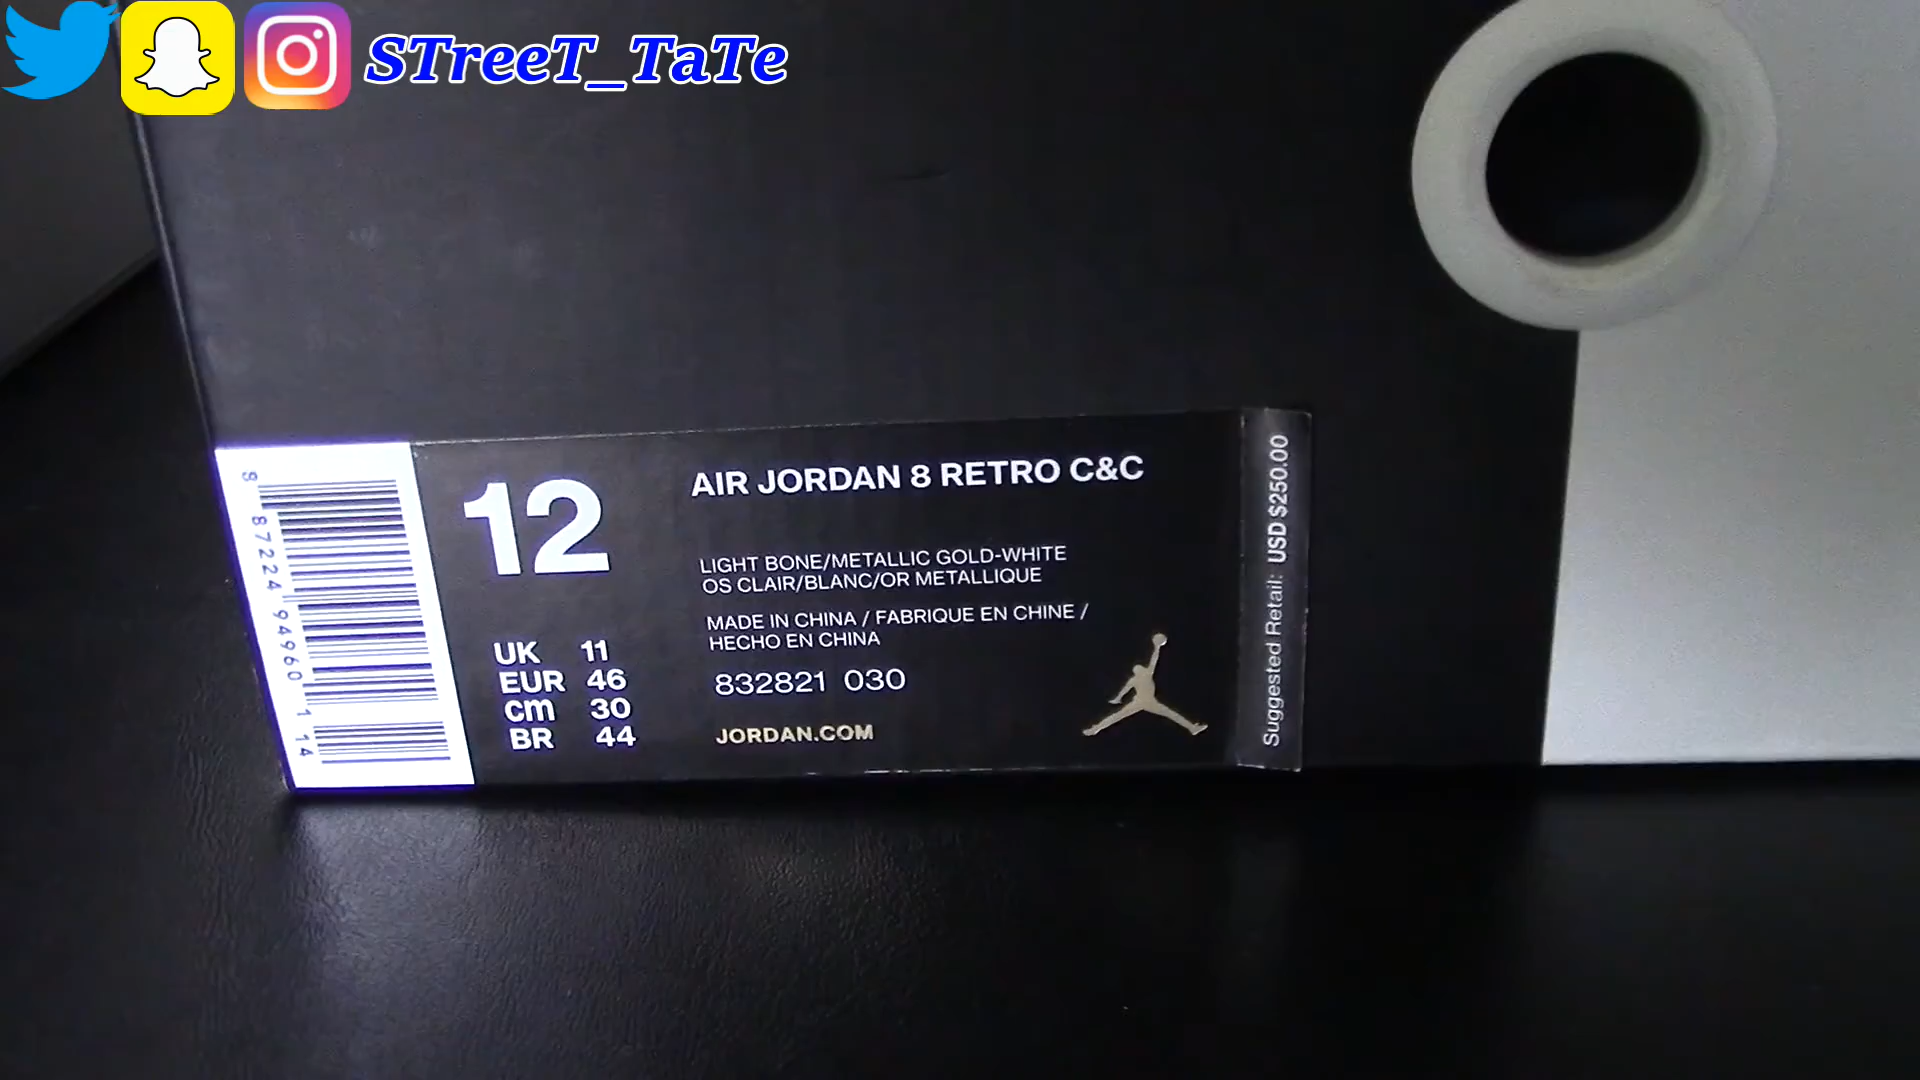 STreeT_TaTe
AIR JORDAN 8 RETRO C&C
12
LIGHT BONE/METALLIC GOLD-WHITE
OS CLAIR/BLANC/OR METALLIQUE
MADE IN CHINA / FABRIQUE EN CHINE /
HECHO EN CHINA
UK 11
EUR 46
cm 30
BR 44
832821 030
JORDAN.COM
Suggested Retail: USD $250.00
8 87224 94960 1 14